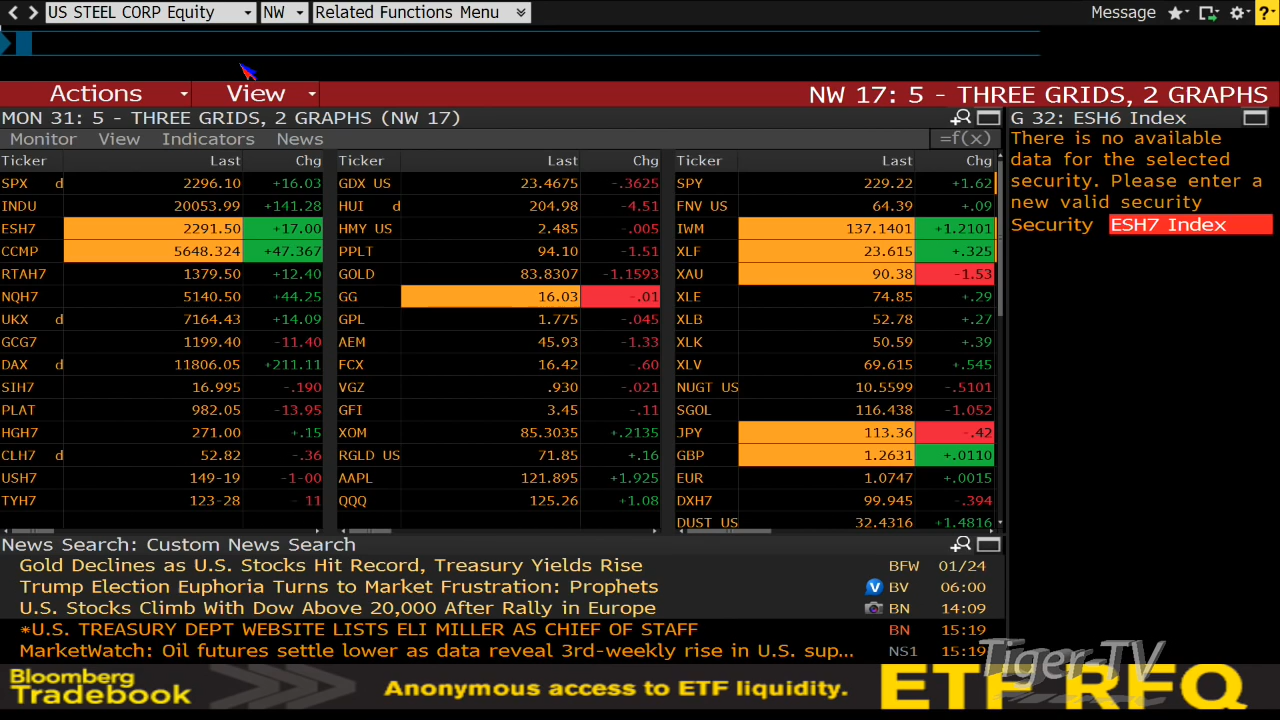 US STEEL CORP Equity NW Related Functions Menu Message ?
Actions View NW 17: 5 - THREE GRIDS, 2 GRAPHS
MON 31: 5 - THREE GRIDS, 2 GRAPHS (NW 17) G 32: ESH6 Index
Monitor View Indicators News =f(x)
There is no available
data for the selected
security. Please enter a
new valid security
Security ESH7 Index
Ticker Last Chg Ticker Last Chg Ticker Last Chg
SPX d 2296.10 +16.03 GDX US 23.4675 -.3625 SPY 229.22 +1.62
INDU 20053.99 +141.28 HUI d 204.98 -4.51 FNV US 64.39 +.09
ESH7 2291.50 +17.00 HMY US 2.485 -.005 IWM 137.1401 +1.2101
CCMP 5648.324 +47.367 PPLT 94.10 -1.51 XLF 23.615 +.325
RTAH7 1379.50 +12.40 GOLD 83.8307 -1.1593 XAU 90.38 -1.53
NQH7 5140.50 +44.25 GG 16.03 -.01 XLE 74.85 +.29
UKX d 7164.43 +14.09 GPL 1.775 -.045 XLB 52.78 +.27
GCG7 1199.40 -11.40 AEM 45.93 -1.33 XLK 50.59 +.39
DAX d 11806.05 +211.11 FCX 16.42 -.60 XLV 69.615 +.545
SIH7 16.995 -.190 VGZ .930 -.021 NUGT US 10.5599 -.5101
PLAT 982.05 -13.95 GFI 3.45 -.11 SGOL 116.438 -1.052
HGH7 271.00 +.15 XOM 85.3035 +.2135 JPY 113.36 -.42
CLH7 d 52.82 -.36 RGLD US 71.85 +.16 GBP 1.2631 +.0110
USH7 149-19 -1-00 AAPL 121.895 +1.925 EUR 1.0747 +.0015
TYH7 123-28 - 11 QQQ 125.26 +1.08 DXH7 99.945 -.394
DUST US 32.4316 +1.4816
News Search: Custom News Search
Gold Declines as U.S. Stocks Hit Record, Treasury Yields Rise BFW 01/24
Trump Election Euphoria Turns to Market Frustration: Prophets V BV 06:00
U.S. Stocks Climb With Dow Above 20,000 After Rally in Europe BN 14:09
*U.S. TREASURY DEPT WEBSITE LISTS ELI MILLER AS CHIEF OF STAFF BN 15:19
MarketWatch: Oil futures settle lower as data reveal 3rd-weekly rise in U.S. sup... NS1 15:19
Tiger-TV
Bloomberg
Tradebook
Anonymous access to ETF liquidity.
ETF RFQ